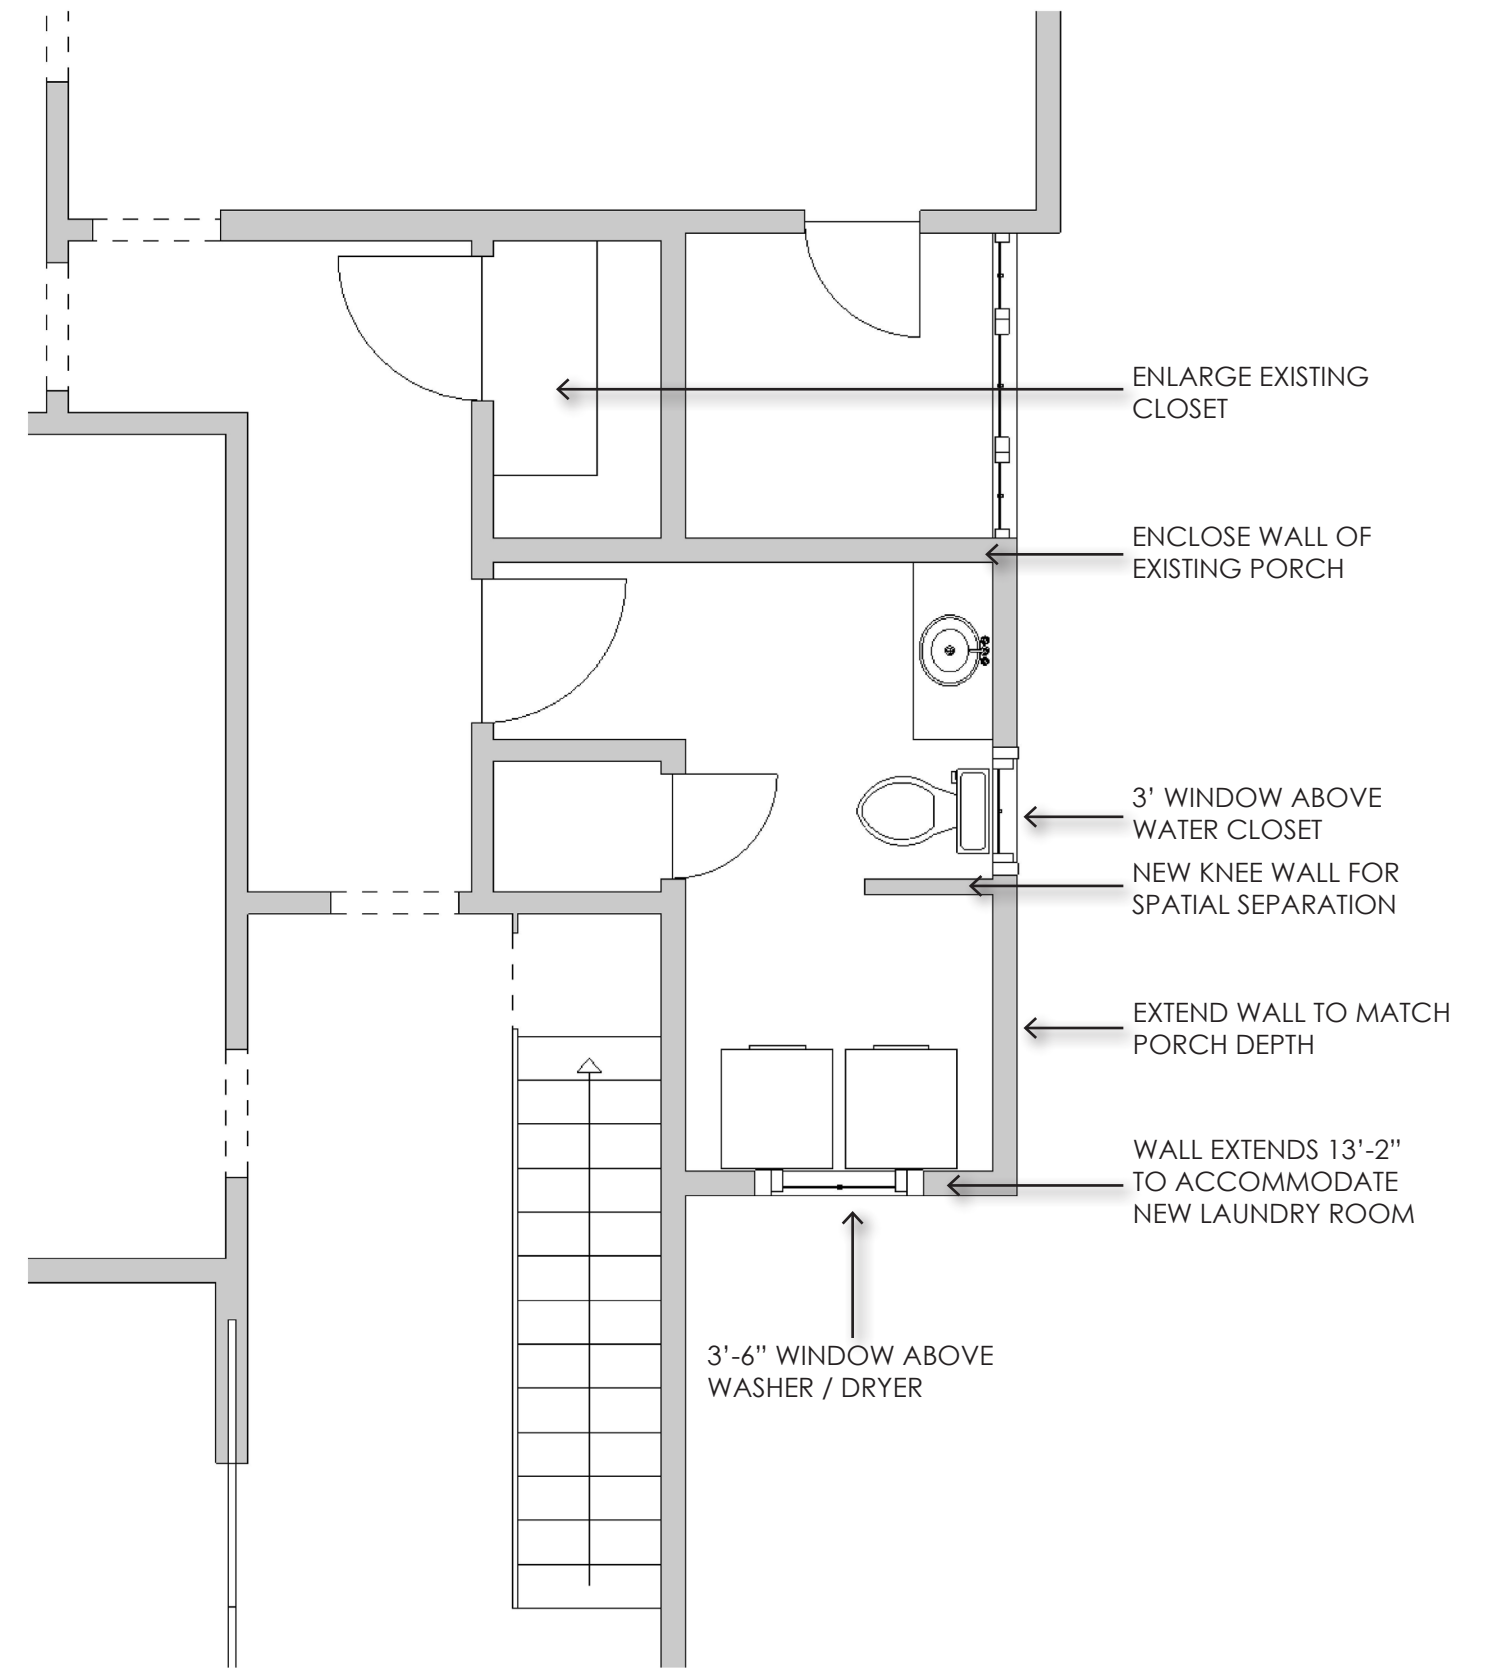 ENLARGE EXISTING
CLOSET
ENCLOSE WALL OF
EXISTING PORCH
3’ WINDOW ABOVE
WATER CLOSET
NEW KNEE WALL FOR
SPATIAL SEPARATION
EXTEND WALL TO MATCH
PORCH DEPTH
WALL EXTENDS 13’-2”
TO ACCOMMODATE
NEW LAUNDRY ROOM
3’-6” WINDOW ABOVE
WASHER / DRYER